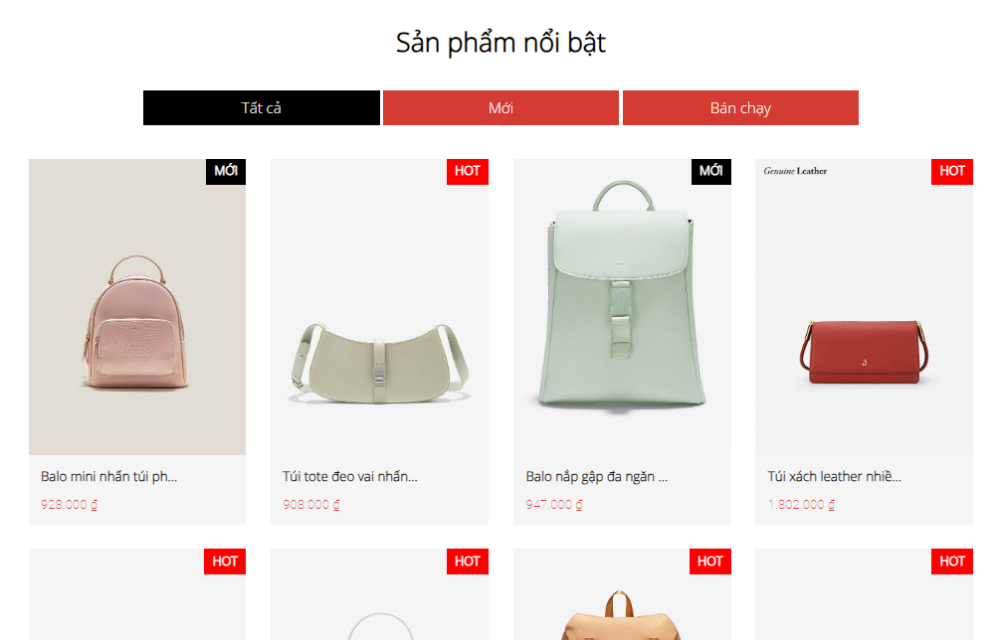 Sản phẩm nổi bật
Tất cả
Mới
Bán chạy
MỚI
HOT
MỚI
Genuine Leather
HOT
Balo mini nhấn túi ph...
928.000 ₫
Túi tote đeo vai nhấn...
908.000 ₫
Balo nắp gập đa ngăn ...
947.000 ₫
Túi xách leather nhiề...
1.802.000 ₫
HOT
HOT
HOT
HOT